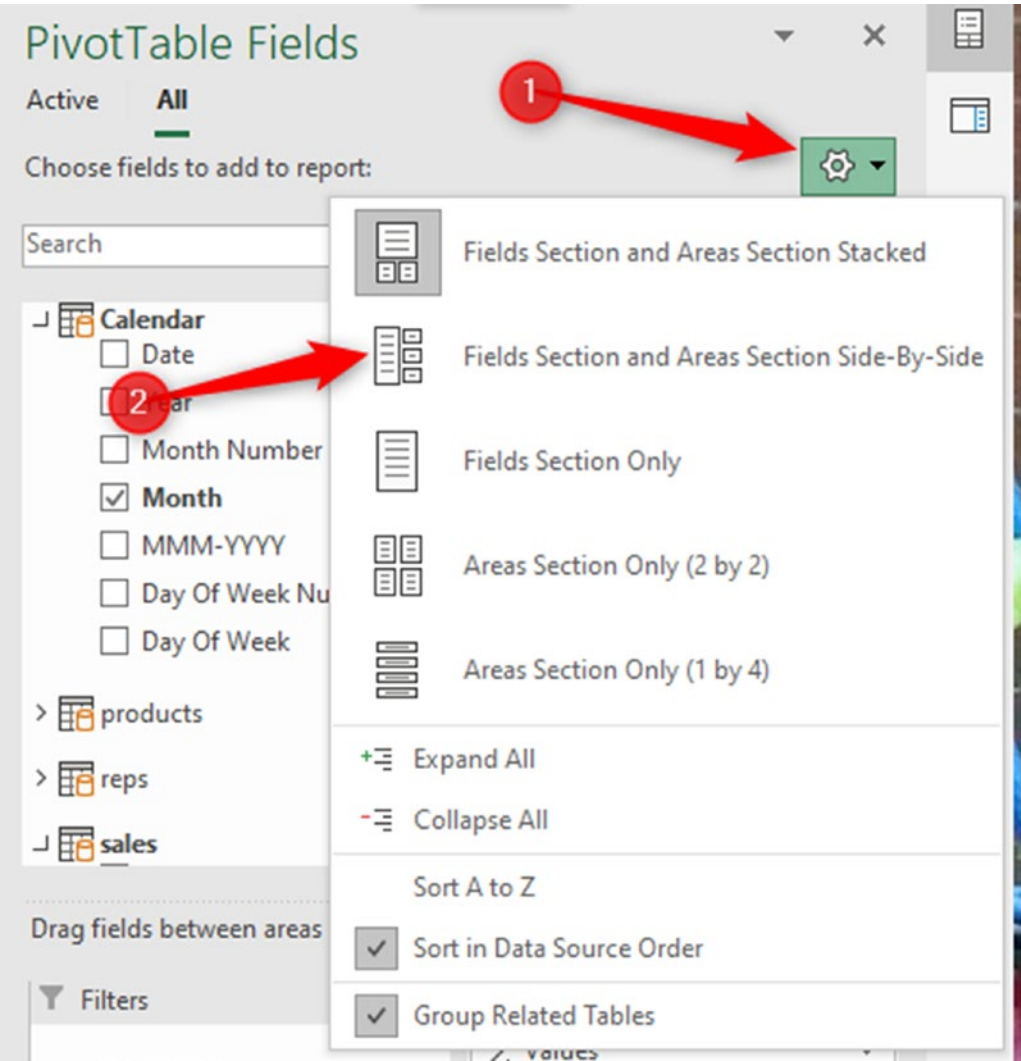 PivotTable Fields
Active All
1
Choose fields to add to report:
Search
Fields Section and Areas Section Stacked
Calendar
Date
Fields Section and Areas Section Side-By-Side
2
Month Number
Fields Section Only
Month
MMM-YYYY
Areas Section Only (2 by 2)
Day Of Week Nu
Day Of Week
Areas Section Only (1 by 4)
products
Expand All
reps
Collapse All
sales
Sort A to Z
Drag fields between areas
Sort in Data Source Order
Filters
Group Related Tables
Values